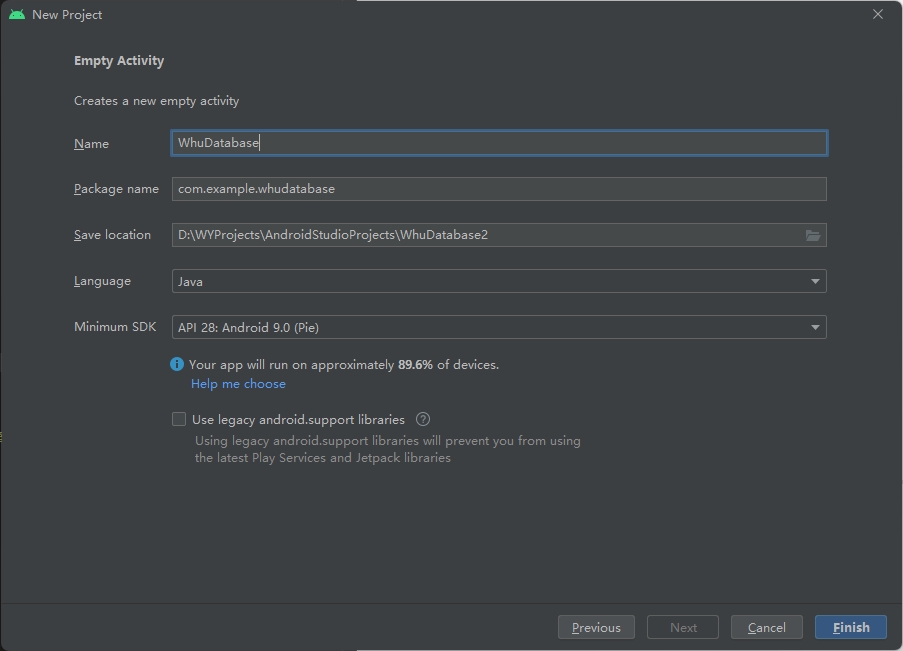 New Project
Empty Activity
Creates a new empty activity
Name WhuDatabase
Package name com.example.whudatabase
Save location D:\WYProjects\AndroidStudioProjects\WhuDatabase2
Language Java
Minimum SDK API 28: Android 9.0 (Pie)
i Your app will run on approximately 89.6% of devices.
Help me choose
Use legacy android.support libraries ?
Using legacy android.support libraries will prevent you from using
the latest Play Services and Jetpack libraries
Previous Next Cancel Finish